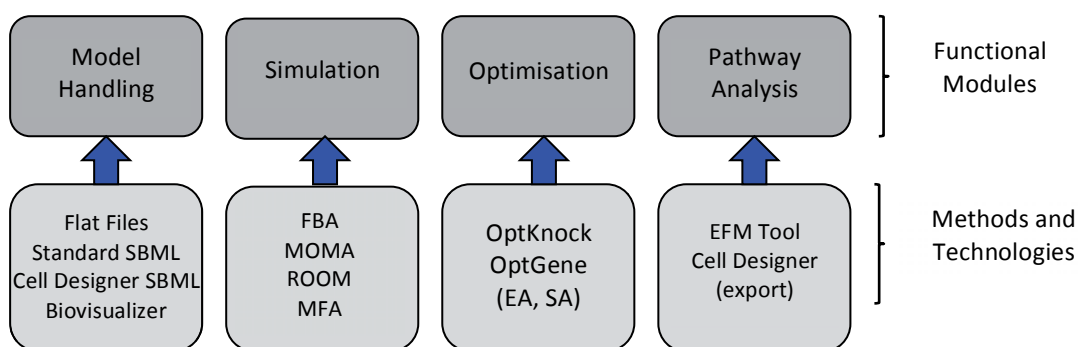 Model
Handling
Simulation
Optimisation
Pathway
Analysis
Functional
Modules
Flat Files
Standard SBML
Cell Designer SBML
Biovisualizer
FBA
MOMA
ROOM
MFA
OptKnock
OptGene
(EA, SA)
EFM Tool
Cell Designer
(export)
Methods and
Technologies